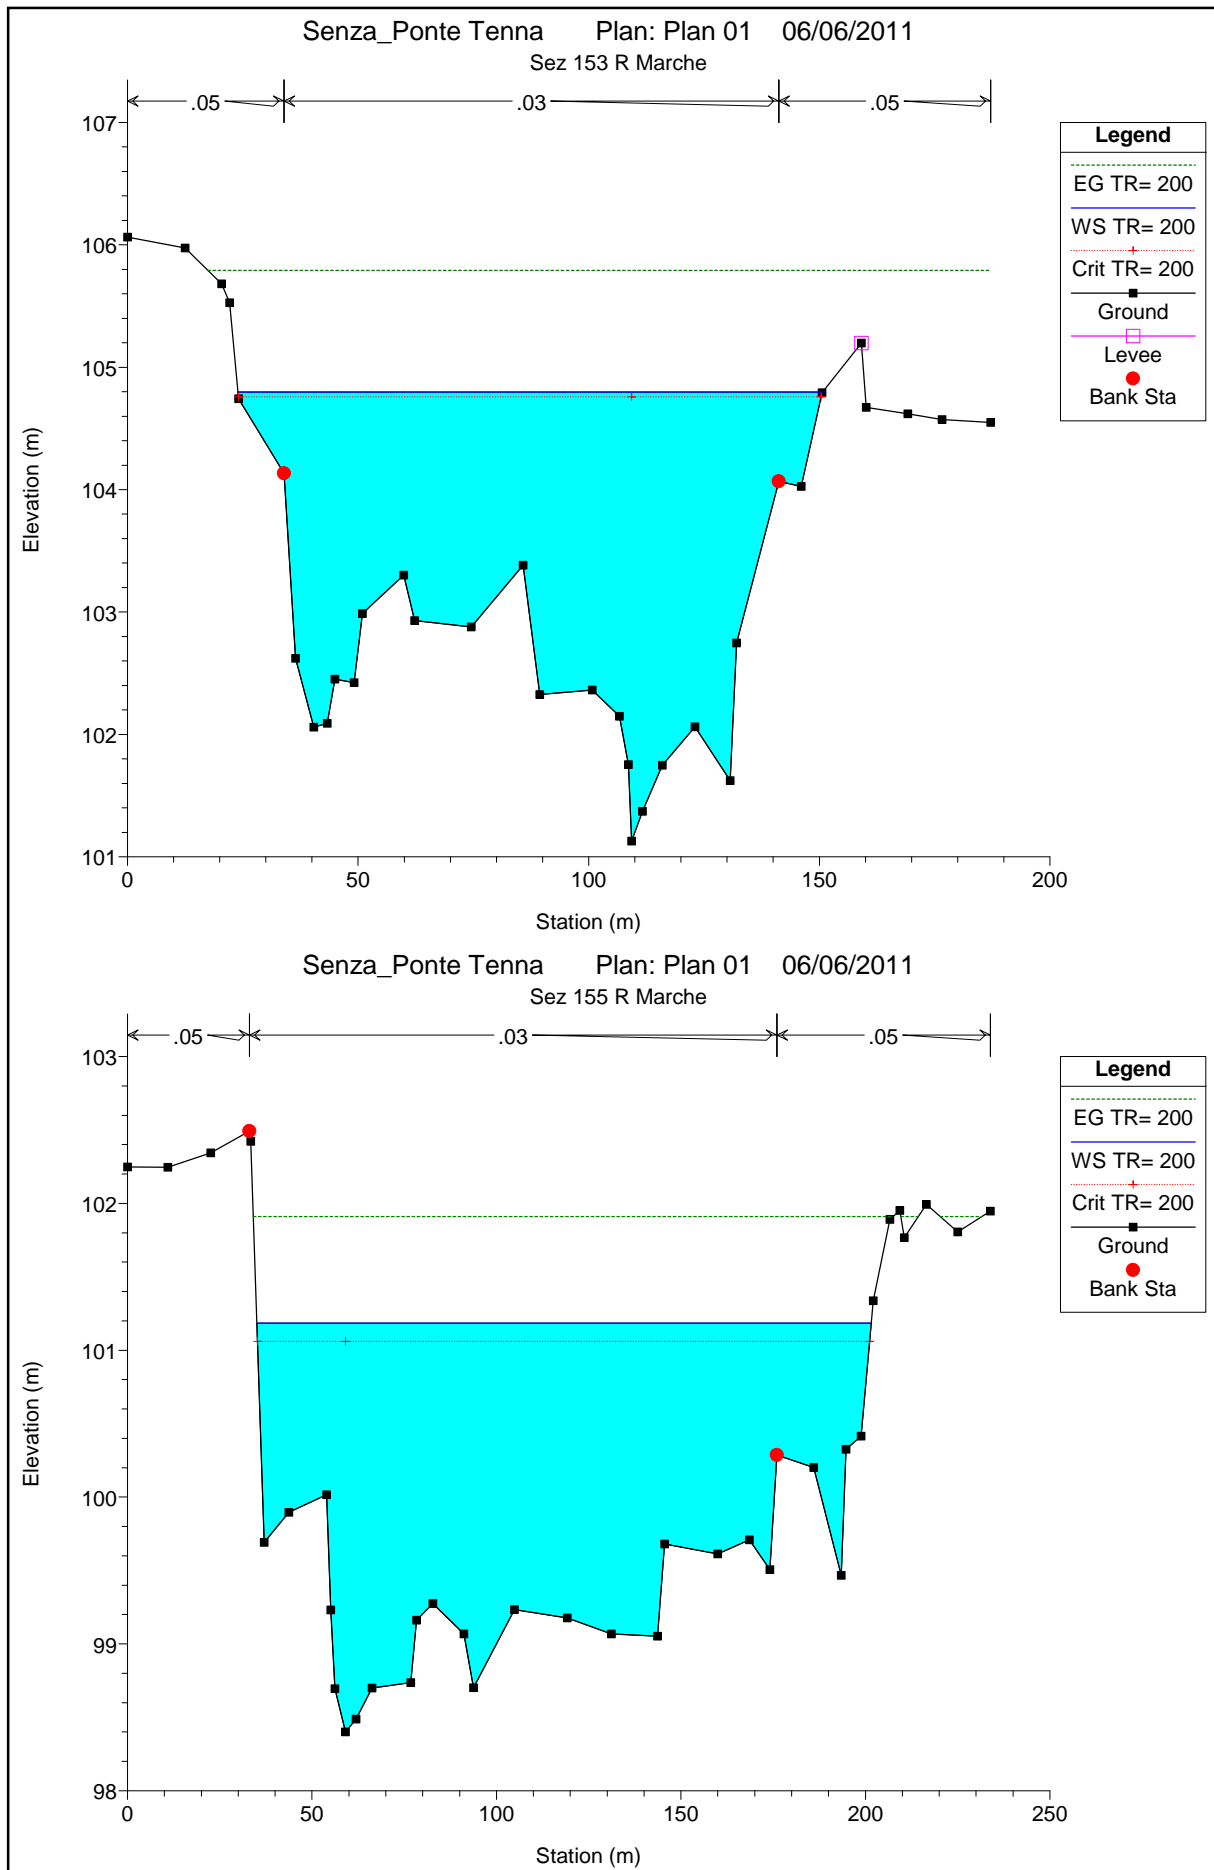 Senza_Ponte Tenna Plan: Plan 01 06/06/2011
Sez 153 R Marche
.05 .03 .05
107
106
105
104
103
102
101
0 50 100 150 200
Elevation (m)
Station (m)
Legend
EG TR= 200
WS TR= 200
Crit TR= 200
Ground
Levee
Bank Sta
Senza_Ponte Tenna Plan: Plan 01 06/06/2011
Sez 155 R Marche
.05 .03 .05
103
102
101
100
99
98
0 50 100 150 200 250
Elevation (m)
Station (m)
Legend
EG TR= 200
WS TR= 200
Crit TR= 200
Ground
Bank Sta